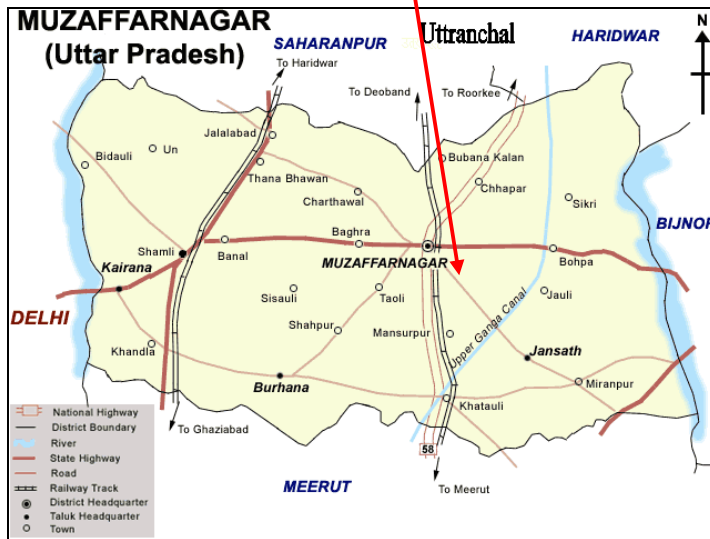 MUZAFFARNAGAR
(Uttar Pradesh)
SAHARANPUR
Uttranchal
HARIDWAR
N
To Haridwar
To Deoband
To Roorkee
Jalalabad
Un
Bidauli
Bubana Kalan
Thana Bhawan
Chhapar
Charthawal
Sikri
BIJNOR
Baghra
Shamli
Banal
MUZAFFARNAGAR
Bohpa
Kairana
Sisauli
Taoli
Jauli
DELHI
Shahpur
Mansurpur
Upper Ganga Canal
Khandla
Jansath
Burhana
Miranpur
Khatauli
National Highway
District Boundary
River
State Highway
Road
Railway Track
District Headquarter
Taluk Headquarter
Town
To Ghaziabad
58
MEERUT
To Meerut
BIJNOR